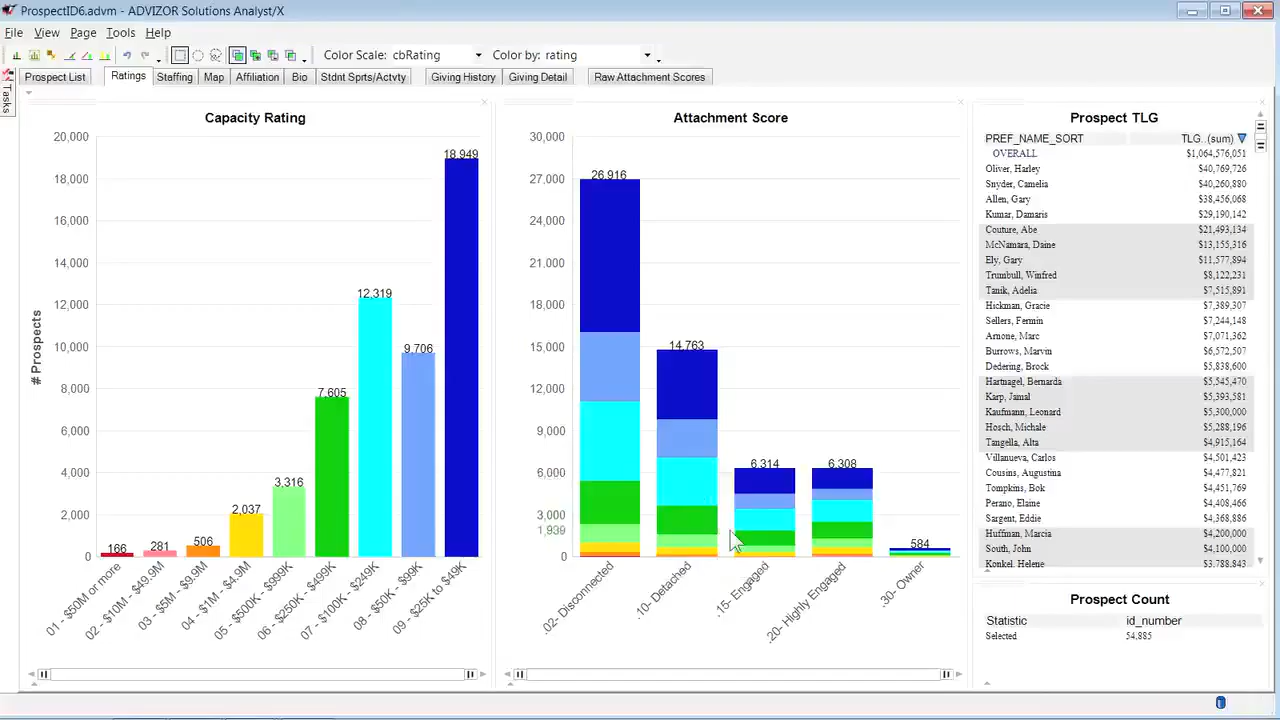 ProspectID6.advm - ADVIZOR Solutions Analyst/X
File View Page Tools Help
Color Scale: cbRating Color by: rating
Prospect List Ratings Staffing Map Affiliation Bio Stdnt Sprts/Actvty Giving History Giving Detail Raw Attachment Scores
Tasks
Capacity Rating
# Prospects
20,000
18,000
16,000
14,000
12,000
10,000
8,000
6,000
4,000
2,000
0
166
281
506
2,037
3,316
7,605
12,319
9,706
18,949
01 - $50M or more
02 - $10M - $49.9M
03 - $5M - $9.9M
04 - $1M - $4.9M
05 - $500K - $999K
06 - $250K - $499K
07 - $100K - $249K
08 - $50K - $99K
09 - $25K to $49K
Attachment Score
30,000
27,000
24,000
21,000
18,000
15,000
12,000
9,000
6,000
3,000
1,939
0
26,916
14,763
6,314
6,308
584
.02- Disconnected
.10- Detached
.15- Engaged
.20- Highly Engaged
.30- Owner
Prospect TLG
PREF_NAME_SORT TLG. (sum)
OVERALL $1,064,576,051
Oliver, Harley $40,769,726
Snyder, Camelia $40,260,880
Allen, Gary $38,456,068
Kumar, Damaris $29,190,142
Couture, Abe $21,493,134
McNamara, Daine $13,155,316
Ely, Gary $11,577,894
Trumbull, Winfred $8,122,231
Tanik, Adelia $7,515,891
Hickman, Gracie $7,389,307
Sellers, Fermin $7,244,148
Arnone, Marc $7,071,362
Burrows, Marvin $6,572,507
Dedering, Brock $5,838,600
Hartnagel, Bernarda $5,545,470
Karp, Jamal $5,393,581
Kaufmann, Leonard $5,300,000
Hosch, Michale $5,288,196
Tangella, Alta $4,915,164
Villanueva, Carlos $4,501,423
Cousins, Augustina $4,477,821
Tompkins, Bok $4,451,769
Perano, Elaine $4,408,466
Sargent, Eddie $4,368,886
Huffman, Marcia $4,200,000
South, John $4,100,000
Konkel, Helene $3,788,843
Prospect Count
Statistic id_number
Selected 54,885